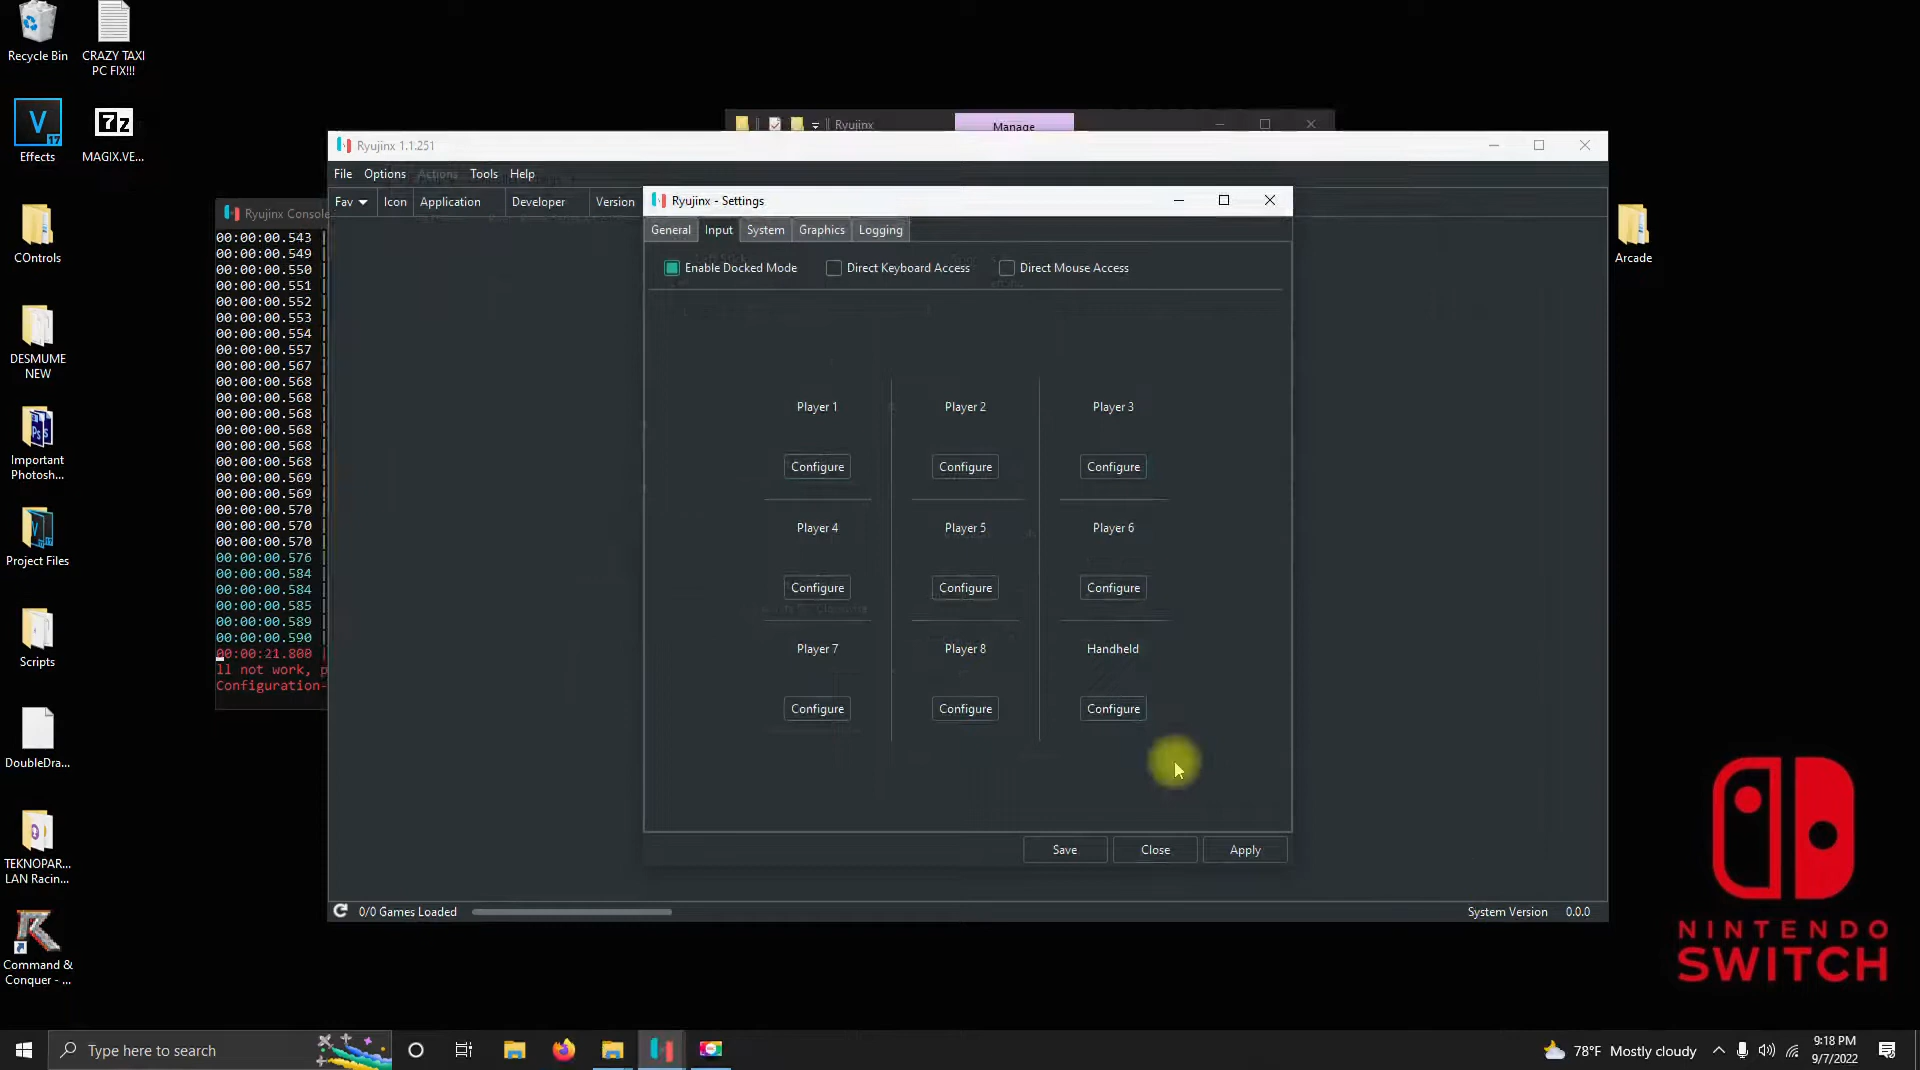 Recycle Bin
CRAZY TAXI
PC FIX!!!
Effects
7z
MAGIX.VE...
COntrols
DESMUME
NEW
Important
Photosh...
Project Files
Scripts
DoubleDra...
TEKNOPAR...
LAN Racin...
Command &
Conquer - ...
Arcade
Ryujinx
Manage
Ryujinx 1.1.251
File Options Actions Tools Help
Fav Icon Application Developer Version
Ryujinx Console
00:00:00.543 |
00:00:00.549
00:00:00.550
00:00:00.551
00:00:00.552
00:00:00.553
00:00:00.554
00:00:00.557
00:00:00.567
00:00:00.568
00:00:00.568
00:00:00.568
00:00:00.568
00:00:00.568
00:00:00.568
00:00:00.569
00:00:00.569
00:00:00.570
00:00:00.570
00:00:00.570
00:00:00.576
00:00:00.584
00:00:00.584
00:00:00.585
00:00:00.589
00:00:00.590
00:00:21.800 |
ll not work, p
Configuration-
Ryujinx - Settings
General Input System Graphics Logging
Enable Docked Mode Direct Keyboard Access Direct Mouse Access
Player 1 Player 2 Player 3
Configure Configure Configure
Player 4 Player 5 Player 6
Configure Configure Configure
Player 7 Player 8 Handheld
Configure Configure Configure
Save Close Apply
0/0 Games Loaded System Version 0.0.0
NINTENDO
SWITCH
Type here to search
78°F Mostly cloudy
9:18 PM
9/7/2022